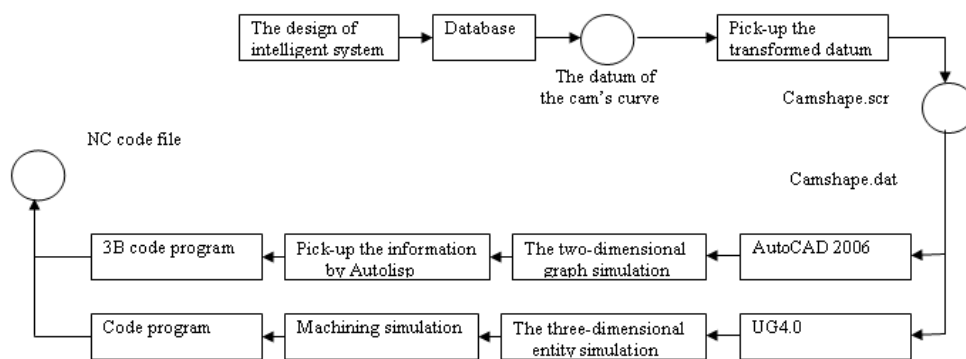 The design of
intelligent system
Database
Pick-up the
transformed datum
The datum of
the cam's curve
Camshape.scr
NC code file
Camshape.dat
3B code program
Pick-up the information
by Autolisp
The two-dimensional
graph simulation
AutoCAD 2006
Code program
Machining simulation
The three-dimensional
entity simulation
UG4.0